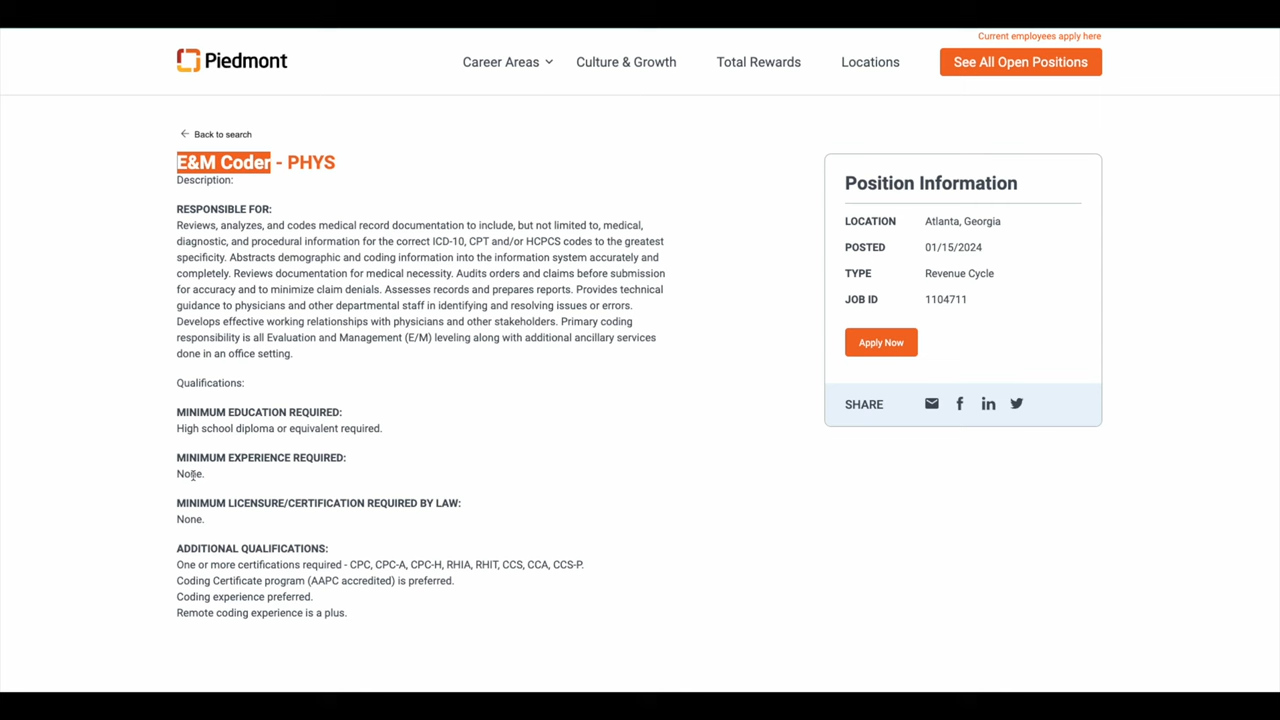 Current employees apply here
Piedmont
Career Areas
Culture & Growth
Total Rewards
Locations
See All Open Positions
Back to search
E&M Coder - PHYS
Description:
RESPONSIBLE FOR:
Reviews, analyzes, and codes medical record documentation to include, but not limited to, medical,
diagnostic, and procedural information for the correct ICD-10, CPT and/or HCPCS codes to the greatest
specificity. Abstracts demographic and coding information into the information system accurately and
completely. Reviews documentation for medical necessity. Audits orders and claims before submission
for accuracy and to minimize claim denials. Assesses records and prepares reports. Provides technical
guidance to physicians and other departmental staff in identifying and resolving issues or errors.
Develops effective working relationships with physicians and other stakeholders. Primary coding
responsibility is all Evaluation and Management (E/M) leveling along with additional ancillary services
done in an office setting.
Qualifications:
MINIMUM EDUCATION REQUIRED:
High school diploma or equivalent required.
MINIMUM EXPERIENCE REQUIRED:
None.
MINIMUM LICENSURE/CERTIFICATION REQUIRED BY LAW:
None.
ADDITIONAL QUALIFICATIONS:
One or more certifications required - CPC, CPC-A, CPC-H, RHIA, RHIT, CCS, CCA, CCS-P.
Coding Certificate program (AAPC accredited) is preferred.
Coding experience preferred.
Remote coding experience is a plus.
Position Information
LOCATION Atlanta, Georgia
POSTED 01/15/2024
TYPE Revenue Cycle
JOB ID 1104711
Apply Now
SHARE